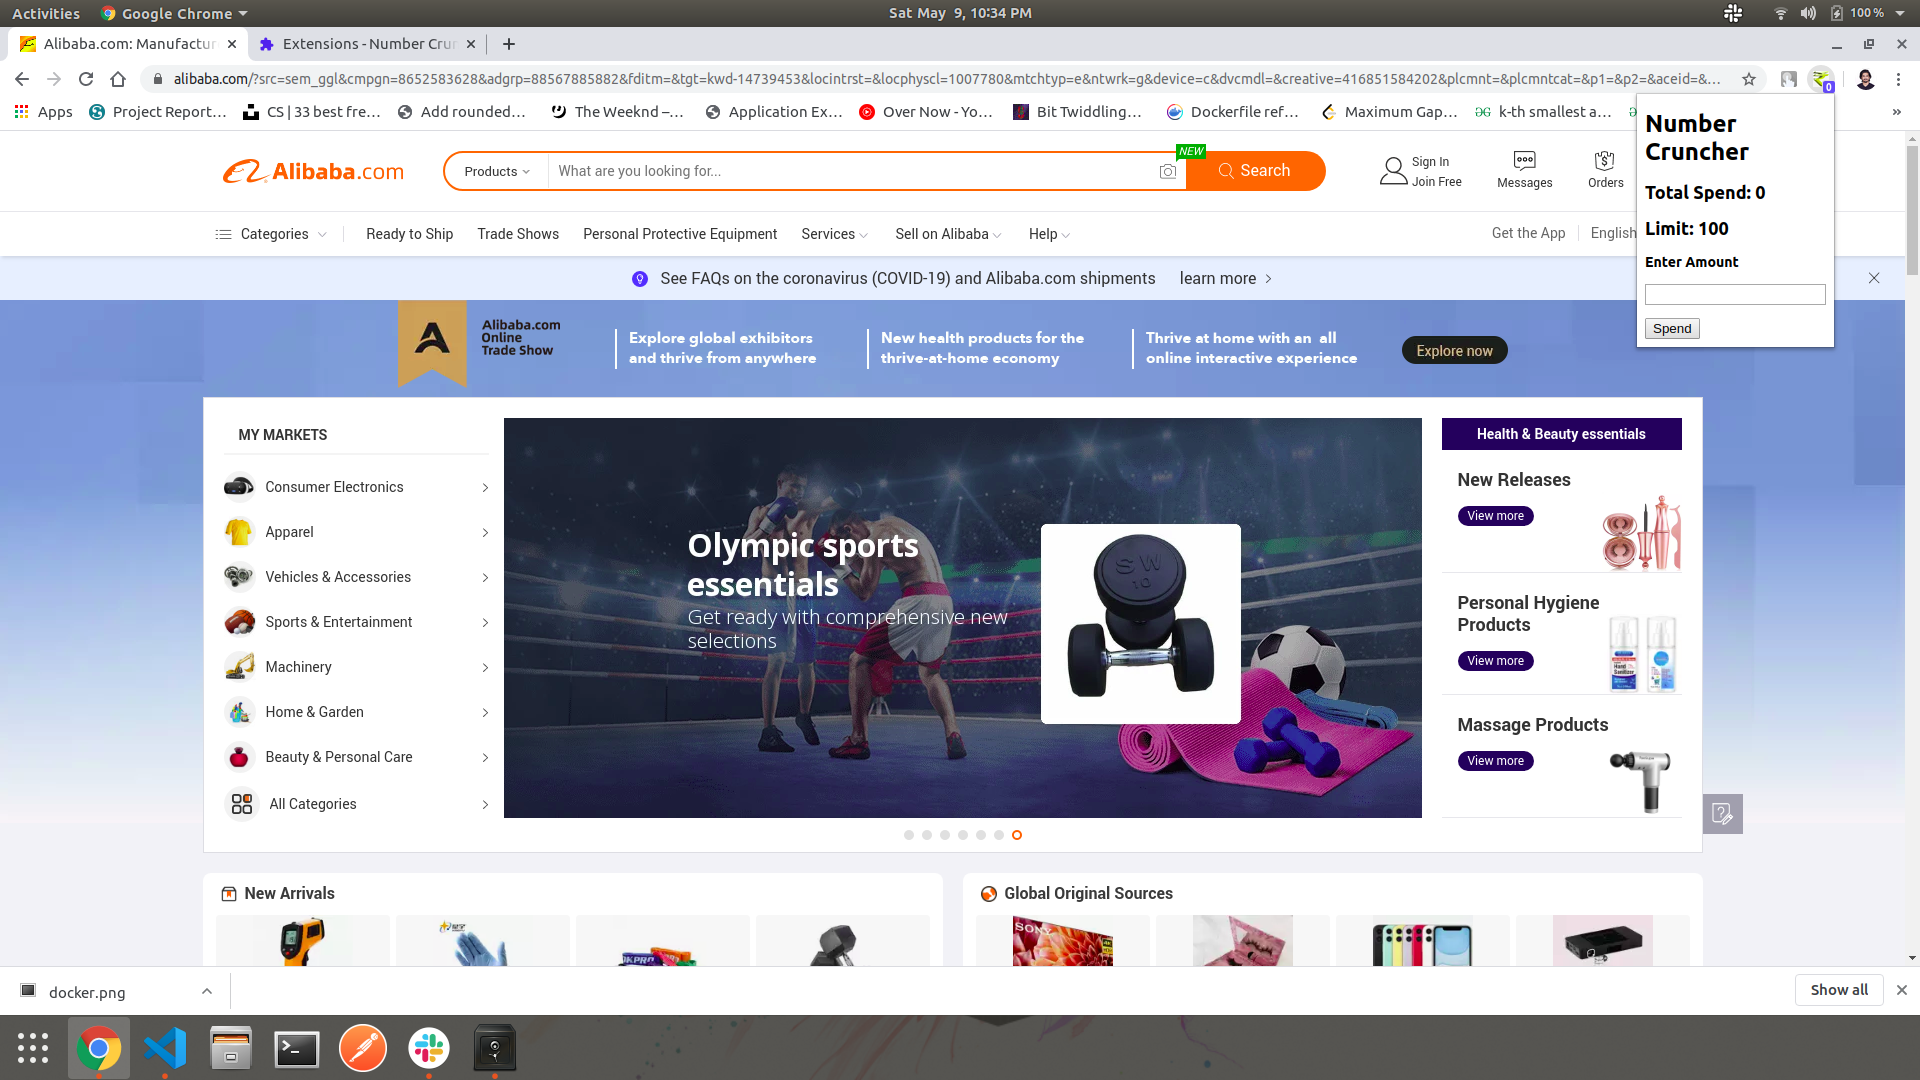 Activities
Google Chrome
Sat May 9, 10:34 PM
100 %
Alibaba.com: Manufactur
Extensions - Number Crun
alibaba.com/?src=sem_ggl&cmpgn=8652583628&adgrp=88567885882&fditm=&tgt=kwd-14739453&locintrst=&locphyscl=1007780&mtchtyp=e&ntwrk=g&device=c&dvcmdl=&creative=416851584202&plcmnt=&plcmntcat=&p1=&p2=&aceid=&...
0
Apps
Project Report...
CS | 33 best fre...
Add rounded...
The Weeknd –...
Application Ex...
Over Now - Yo...
Bit Twiddling...
Dockerfile ref...
Maximum Gap...
k-th smallest a...
»
Number
Cruncher
Total Spend: 0
Limit: 100
Enter Amount
Spend
Alibaba.com
Products
What are you looking for...
NEW
Search
Sign In
Join Free
Messages
Orders
Categories
Ready to Ship
Trade Shows
Personal Protective Equipment
Services
Sell on Alibaba
Help
Get the App
English
See FAQs on the coronavirus (COVID-19) and Alibaba.com shipments
learn more
Alibaba.com
Online
Trade Show
Explore global exhibitors
and thrive from anywhere
New health products for the
thrive-at-home economy
Thrive at home with an all
online interactive experience
Explore now
MY MARKETS
Consumer Electronics
Apparel
Vehicles & Accessories
Sports & Entertainment
Machinery
Home & Garden
Beauty & Personal Care
All Categories
Olympic sports
essentials
Get ready with comprehensive new
selections
SW
10
Health & Beauty essentials
New Releases
View more
Personal Hygiene
Products
View more
Hand
Sanitizer
Massage Products
View more
New Arrivals
Global Original Sources
SONY
4K
docker.png
Show all